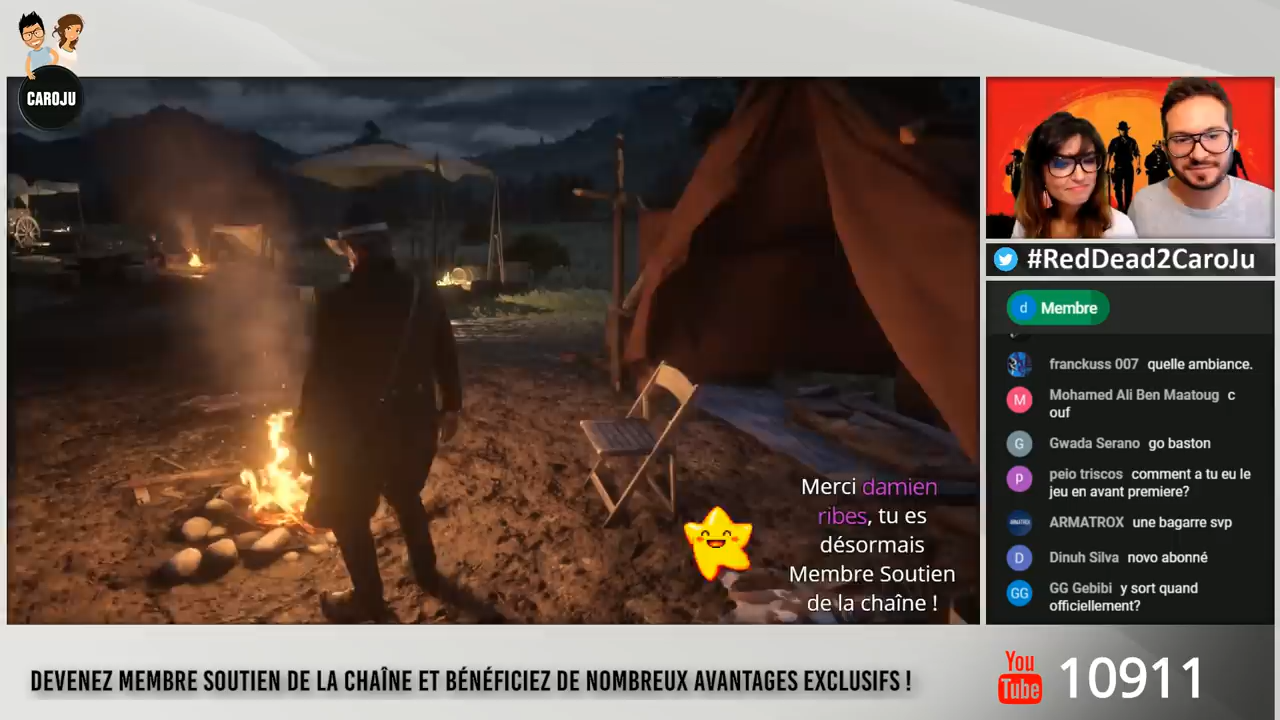 CAROJU
Merci damien
ribes, tu es
désormais
Membre Soutien
de la chaîne !
#RedDead2CaroJu
d Membre
franckuss 007 quelle ambiance.
M Mohamed Ali Ben Maatoug c
ouf
G Gwada Serano go baston
p peio triscos comment a tu eu le
jeu en avant premiere?
ARMATROX ARMATROX une bagarre svp
D Dinuh Silva novo abonné
GG GG Gebibi y sort quand
officiellement?
DEVENEZ MEMBRE SOUTIEN DE LA CHAÎNE ET BÉNÉFICIEZ DE NOMBREUX AVANTAGES EXCLUSIFS !
You
Tube
10911